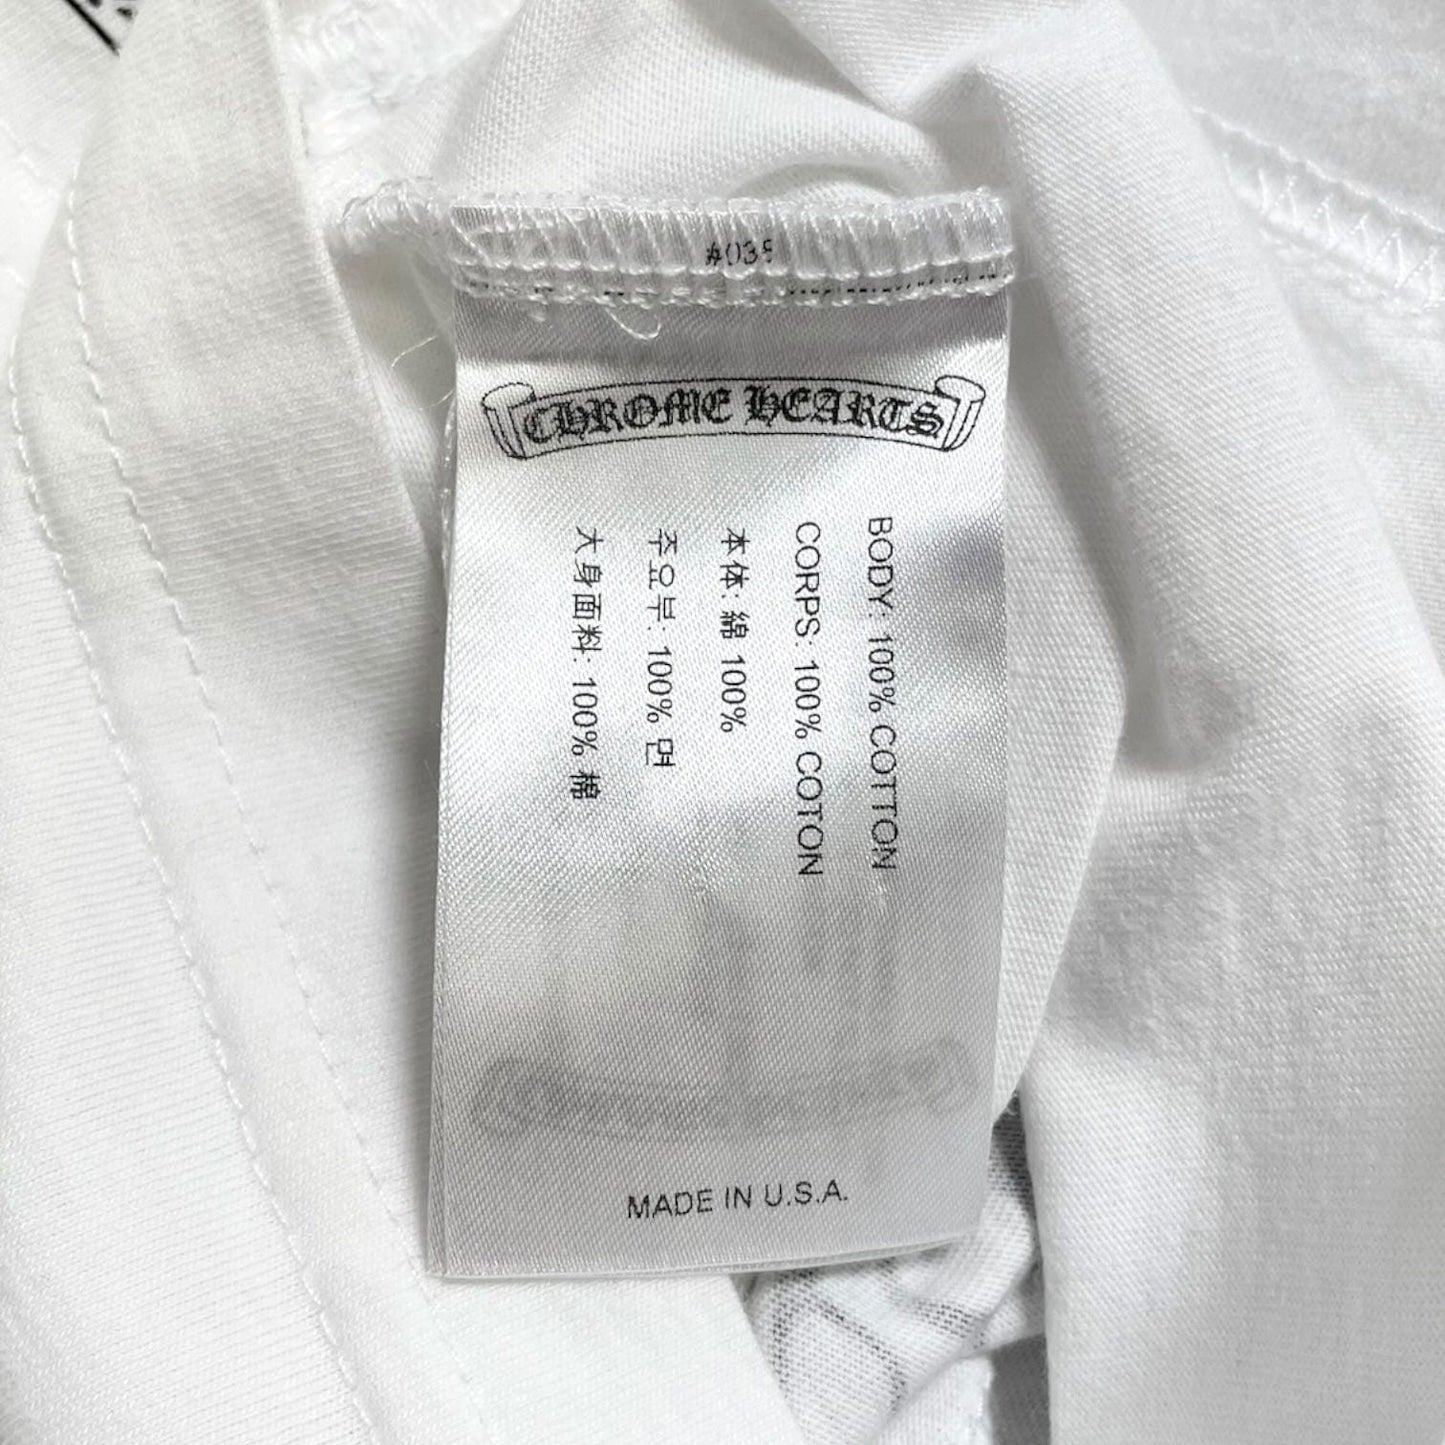 CHROME HEARTS
BODY: 100% COTTON
CORPS: 100% COTON
本体: 綿 100%
주요부: 100% 면
大身面料: 100% 棉
MADE IN U.S.A.